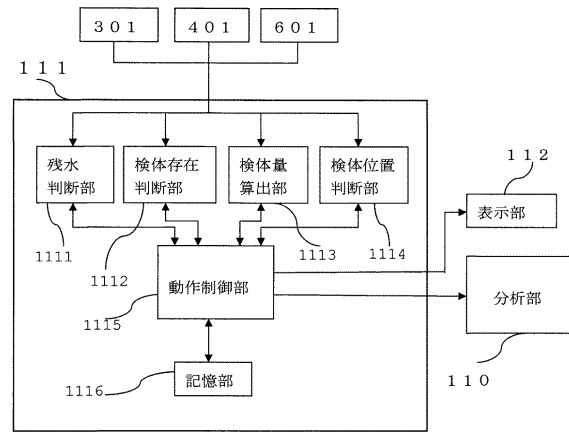 ３０１
４０１
６０１
１１１
残水
判断部
検体存在
判断部
検体量
算出部
検体位置
判断部
1111
1112
1113
1114
１１２
表示部
動作制御部
1115
分析部
１１０
1116
記憶部